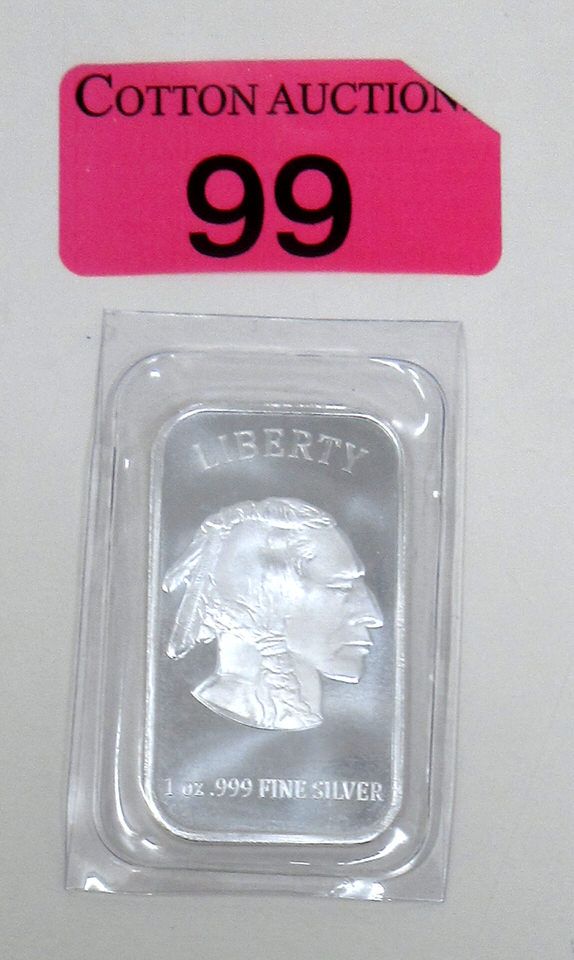 COTTON AUCTION
99
LIBERTY
1 oz .999 FINE SILVER